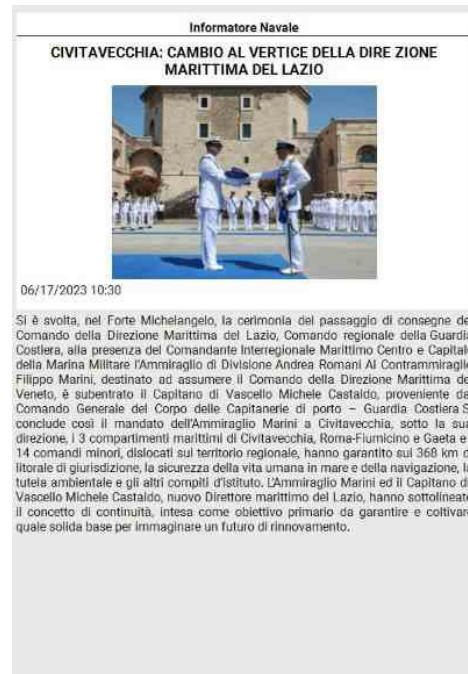 Informatore Navale
CIVITAVECCHIA: CAMBIO AL VERTICE DELLA DIRE ZIONE
MARITTIMA DEL LAZIO
06/17/2023 10:30
Si è svolta, nel Forte Michelangelo, la cerimonia del passaggio di consegne de
Comando della Direzione Marittima del Lazio, Comando regionale della Guardia
Costiera, alla presenza del Comandante Interregionale Marittimo Centro e Capitale
della Marina Militare l'Ammiraglio di Divisione Andrea Romani Al Contrammiraglio
Filippo Marini, destinato ad assumere il Comando della Direzione Marittima de
Veneto, è subentrato il Capitano di Vascello Michele Castaldo, proveniente da
Comando Generale del Corpo delle Capitanerie di porto – Guardia Costiera S
conclude così il mandato dell'Ammiraglio Marini a Civitavecchia, sotto la sua
direzione, i 3 compartimenti marittimi di Civitavecchia, Roma-Fiumicino e Gaeta e
14 comandi minori, dislocati sul territorio regionale, hanno garantito sui 368 km d
litorale di giurisdizione, la sicurezza della vita umana in mare e della navigazione, la
tutela ambientale e gli altri compiti d'istituto. L'Ammiraglio Marini ed il Capitano di
Vascello Michele Castaldo, nuovo Direttore marittimo del Lazio, hanno sottolineato
il concetto di continuità, intesa come obiettivo primario da garantire e coltivare
quale solida base per immaginare un futuro di rinnovamento.